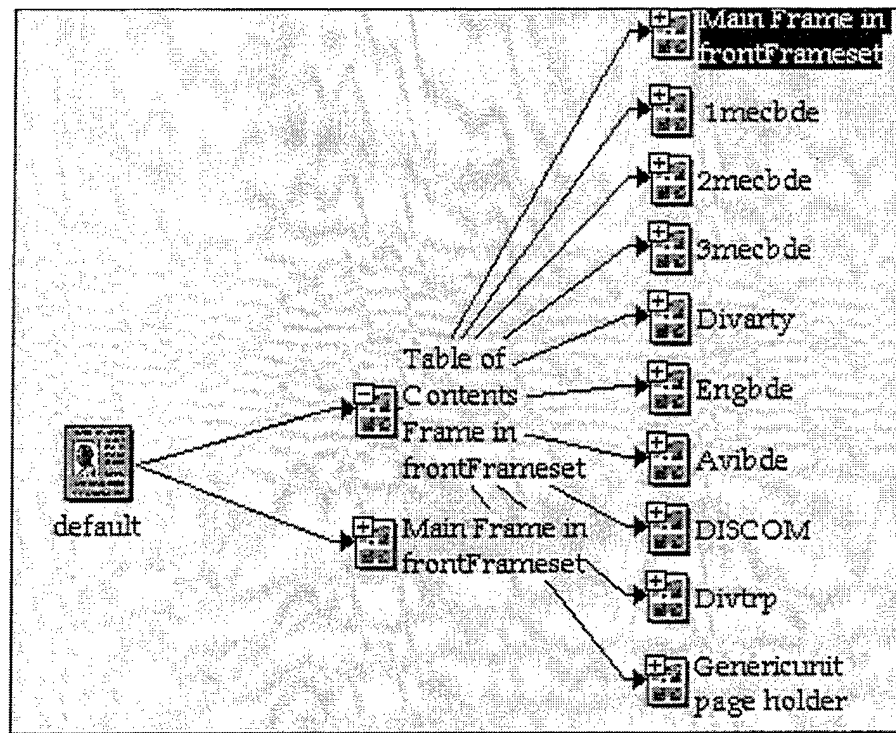 Main Frame in
frontFrameset
1mecbde
2mecbde
3mecbde
Divarty
Table of
Contents
Frame in
frontFrameset
Engbde
Avibde
default
Main Frame in
frontFrameset
DISCOM
Divtrp
Genericunit
page holder